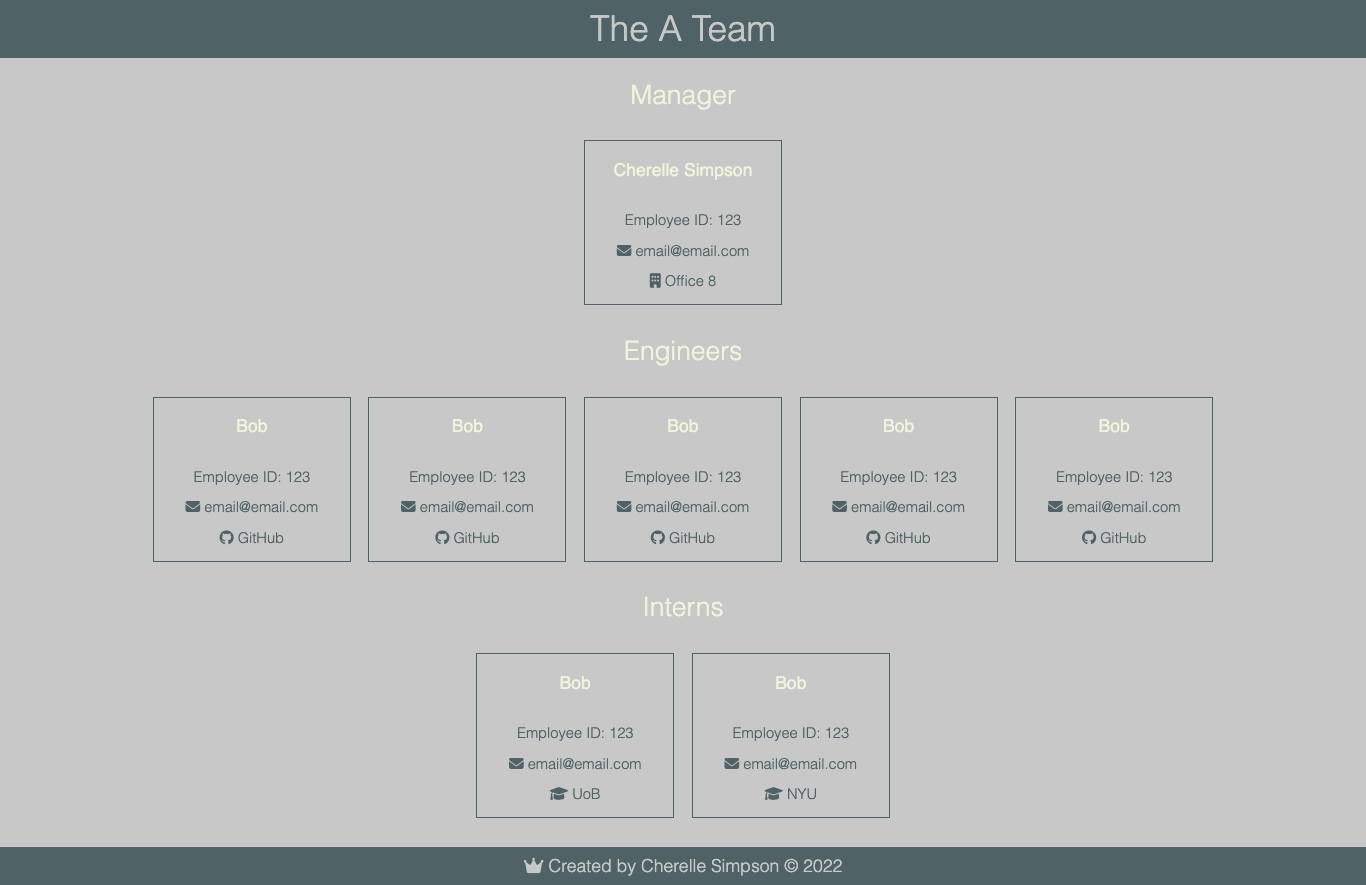 The A Team
Manager
Cherelle Simpson
Employee ID: 123
email@email.com
Office 8
Engineers
Bob
Employee ID: 123
email@email.com
GitHub
Bob
Employee ID: 123
email@email.com
GitHub
Bob
Employee ID: 123
email@email.com
GitHub
Bob
Employee ID: 123
email@email.com
GitHub
Bob
Employee ID: 123
email@email.com
GitHub
Interns
Bob
Employee ID: 123
email@email.com
UoB
Bob
Employee ID: 123
email@email.com
NYU
Created by Cherelle Simpson © 2022